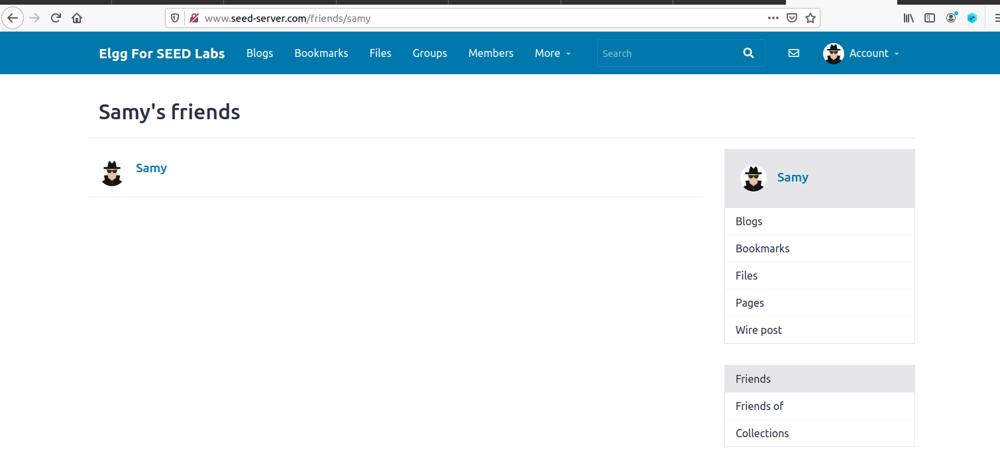 www.seed-server.com/friends/samy
Elgg For SEED Labs Blogs Bookmarks Files Groups Members More Search Account
Samy's friends
Samy
Samy
Blogs
Bookmarks
Files
Pages
Wire post
Friends
Friends of
Collections